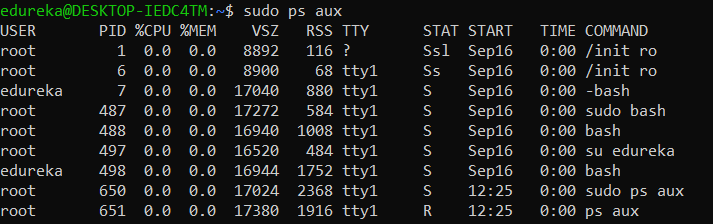 edureka@DESKTOP-IEDC4TM:~$ sudo ps aux
USER       PID %CPU %MEM    VSZ   RSS TTY      STAT START   TIME COMMAND
root         1  0.0  0.0   8892   116 ?        Ssl  Sep16   0:00 /init ro
root         6  0.0  0.0   8900    68 tty1     Ss   Sep16   0:00 /init ro
edureka      7  0.0  0.0  17040   880 tty1     S    Sep16   0:00 -bash
root       487  0.0  0.0  17272   584 tty1     S    Sep16   0:00 sudo bash
root       488  0.0  0.0  16940  1008 tty1     S    Sep16   0:00 bash
root       497  0.0  0.0  16520   484 tty1     S    Sep16   0:00 su edureka
edureka    498  0.0  0.0  16944  1752 tty1     S    Sep16   0:00 bash
root       650  0.0  0.0  17024  2368 tty1     S    12:25   0:00 sudo ps aux
root       651  0.0  0.0  17380  1916 tty1     R    12:25   0:00 ps aux